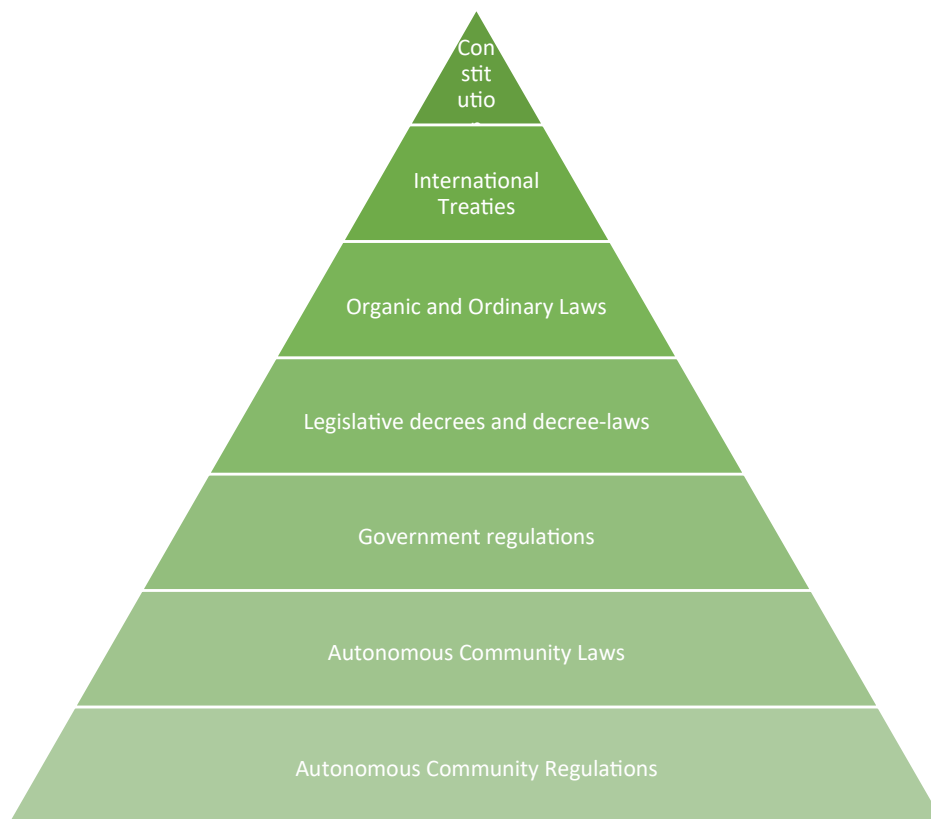 Con
stit
utio
n
International
Treaties
Organic and Ordinary Laws
Legislative decrees and decree-laws
Government regulations
Autonomous Community Laws
Autonomous Community Regulations